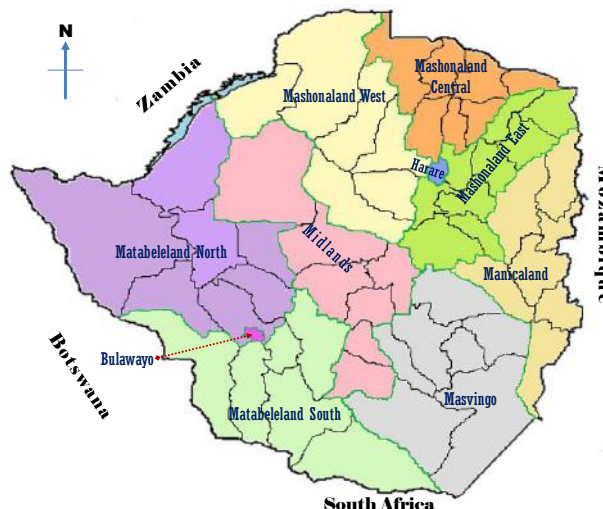 N
Zambia
Mashonaland West
Mashonaland
Central
Harare
Mashonaland East
Mozambique
Midlands
Matabeleland North
Manicaland
Botswana
Bulawayo
Matabeleland South
Masvingo
South Africa